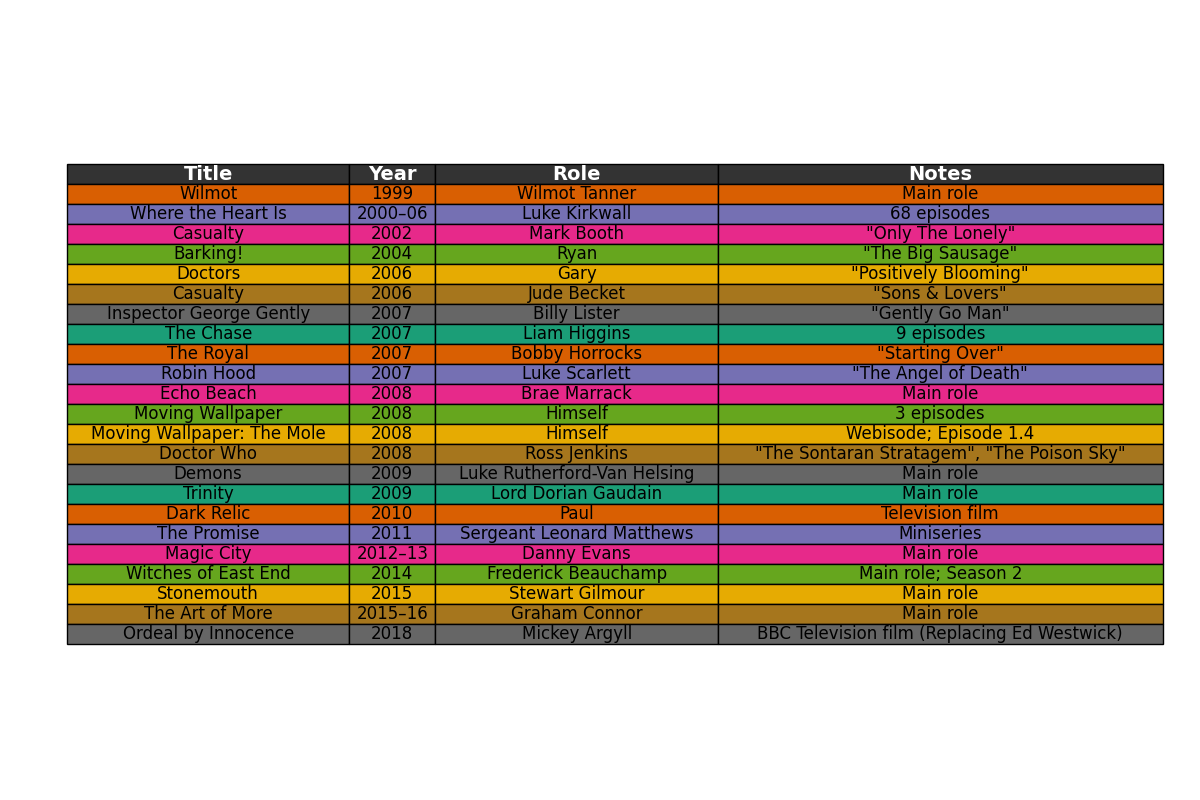 Title Year Role Notes
Wilmot 1999 Wilmot Tanner Main role
Where the Heart Is 2000–06 Luke Kirkwall 68 episodes
Casualty 2002 Mark Booth "Only The Lonely"
Barking! 2004 Ryan "The Big Sausage"
Doctors 2006 Gary "Positively Blooming"
Casualty 2006 Jude Becket "Sons & Lovers"
Inspector George Gently 2007 Billy Lister "Gently Go Man"
The Chase 2007 Liam Higgins 9 episodes
The Royal 2007 Bobby Horrocks "Starting Over"
Robin Hood 2007 Luke Scarlett "The Angel of Death"
Echo Beach 2008 Brae Marrack Main role
Moving Wallpaper 2008 Himself 3 episodes
Moving Wallpaper: The Mole 2008 Himself Webisode; Episode 1.4
Doctor Who 2008 Ross Jenkins "The Sontaran Stratagem", "The Poison Sky"
Demons 2009 Luke Rutherford-Van Helsing Main role
Trinity 2009 Lord Dorian Gaudain Main role
Dark Relic 2010 Paul Television film
The Promise 2011 Sergeant Leonard Matthews Miniseries
Magic City 2012–13 Danny Evans Main role
Witches of East End 2014 Frederick Beauchamp Main role; Season 2
Stonemouth 2015 Stewart Gilmour Main role
The Art of More 2015–16 Graham Connor Main role
Ordeal by Innocence 2018 Mickey Argyll BBC Television film (Replacing Ed Westwick)